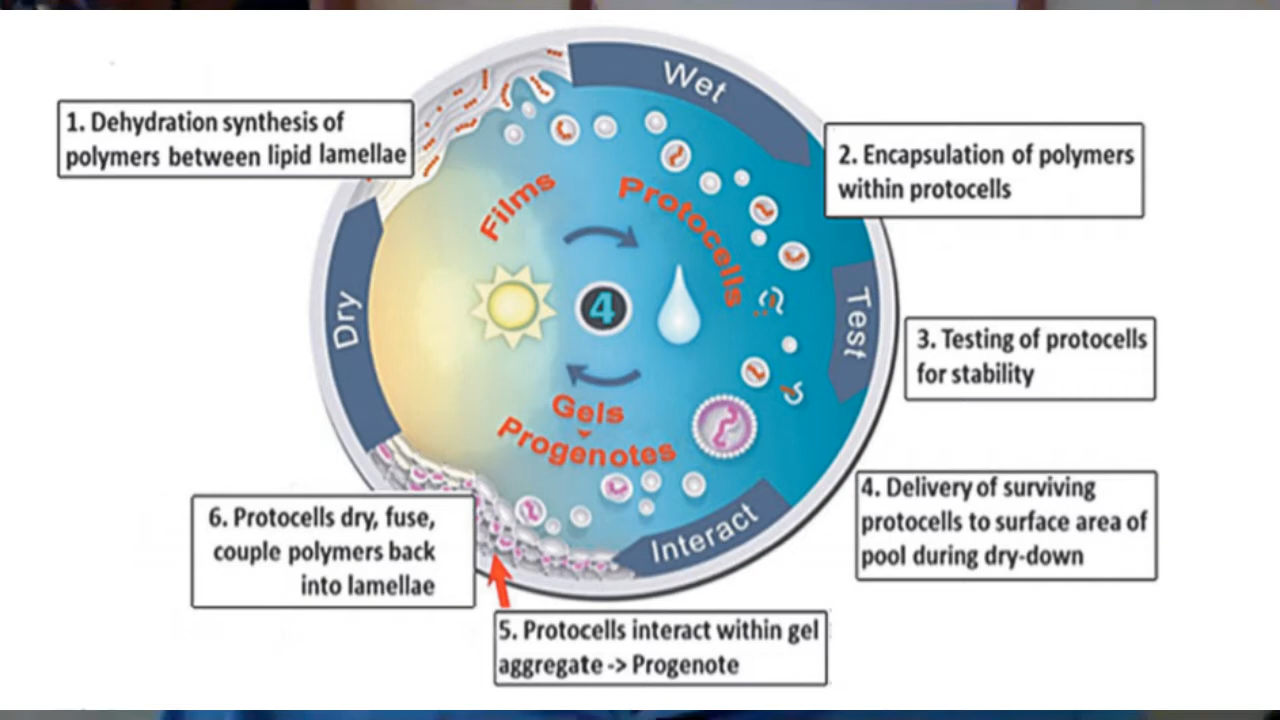 Wet
1. Dehydration synthesis of
polymers between lipid lamellae
2. Encapsulation of polymers
within protocells
Films
Protocells
Dry
4
Test
3. Testing of protocells
for stability
Gels
Progenotes
4. Delivery of surviving
protocells to surface area of
pool during dry-down
Interact
6. Protocells dry, fuse,
couple polymers back
into lamellae
5. Protocells interact within gel
aggregate -> Progenote